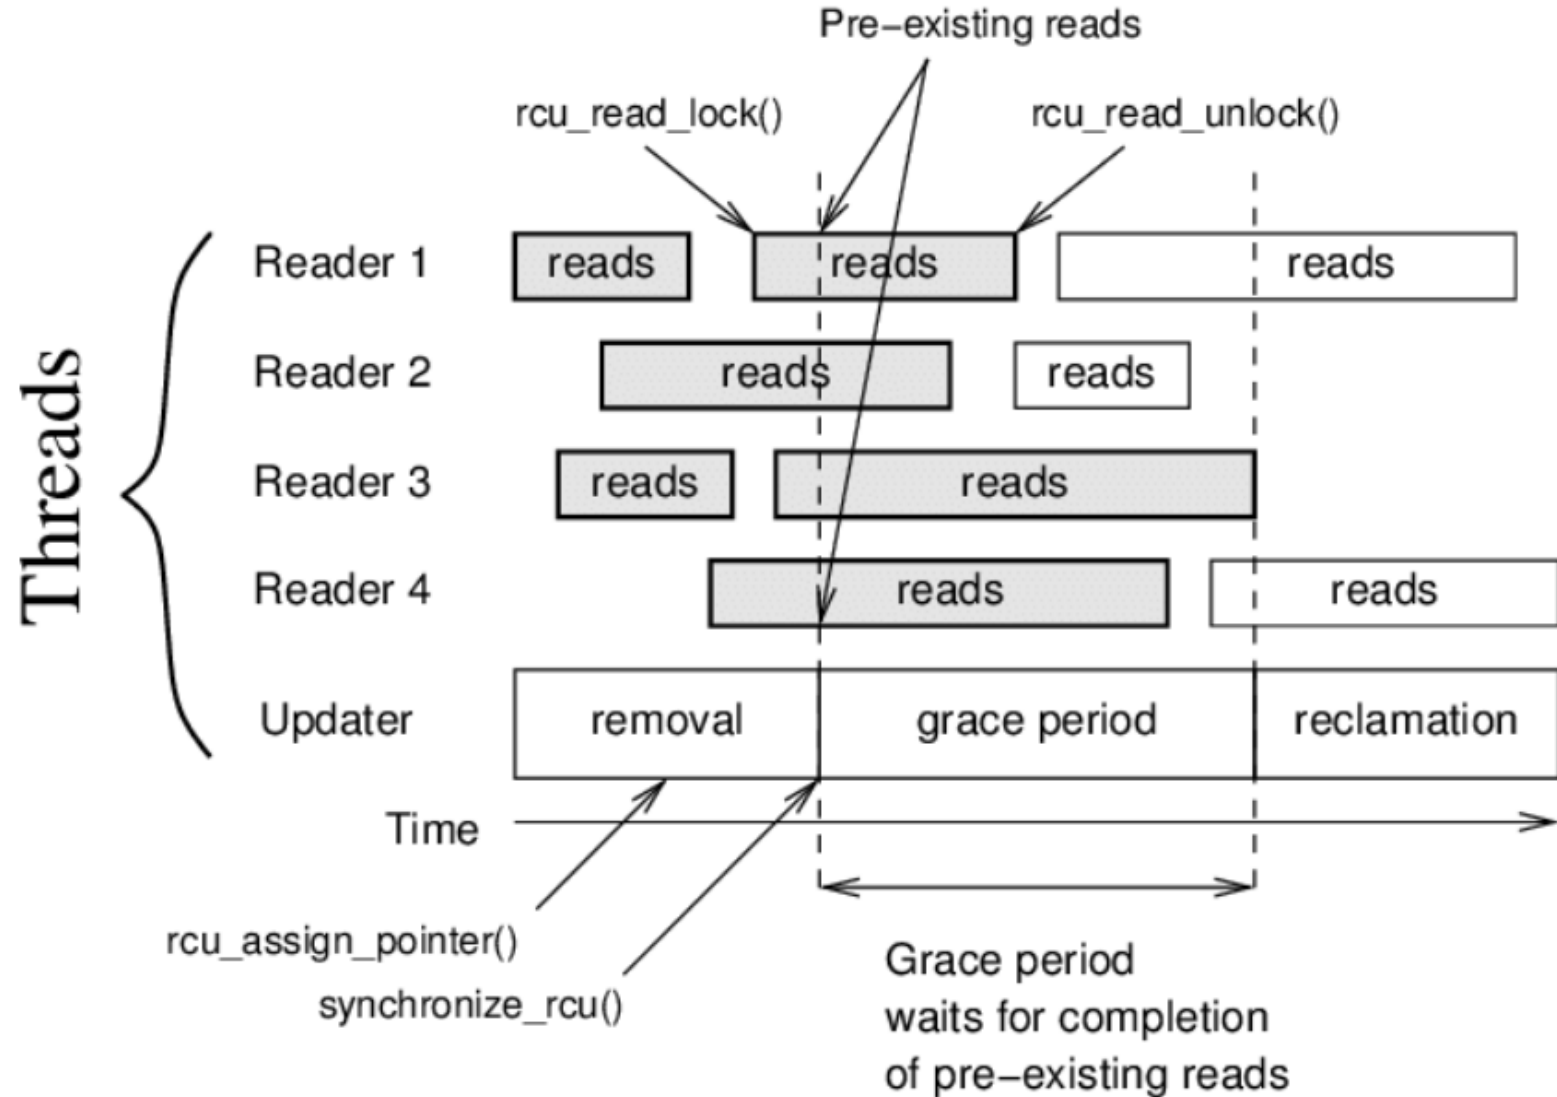 Pre-existing reads
rcu_read_lock()
rcu_read_unlock()
Threads
Reader 1
reads
reads
reads
Reader 2
reads
reads
Reader 3
reads
reads
Reader 4
reads
reads
Updater
removal
grace period
reclamation
Time
rcu_assign_pointer()
synchronize_rcu()
Grace period
waits for completion
of pre-existing reads